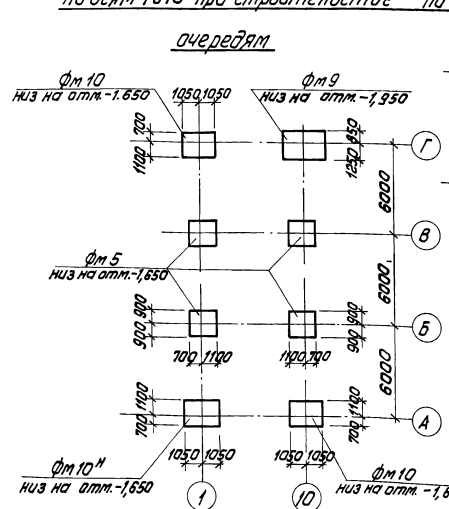 по осям 1 и 10 при строительстве по
очередям
Фм 10
низ на отм.-1.650
1050 1050
Фм 9
низ на отм.-1,950
700
1100
850
1250
Г
6000
В
Фм 5
низ на отм.-1,650
6000
900
900
900
900
Б
700 1100
1100 700
6000
1100
700
1100
700
А
Фм 10н
низ на отм.-1,650
1050 1050
1050 1050
Фм 10
низ на отм.-1,6
1
10